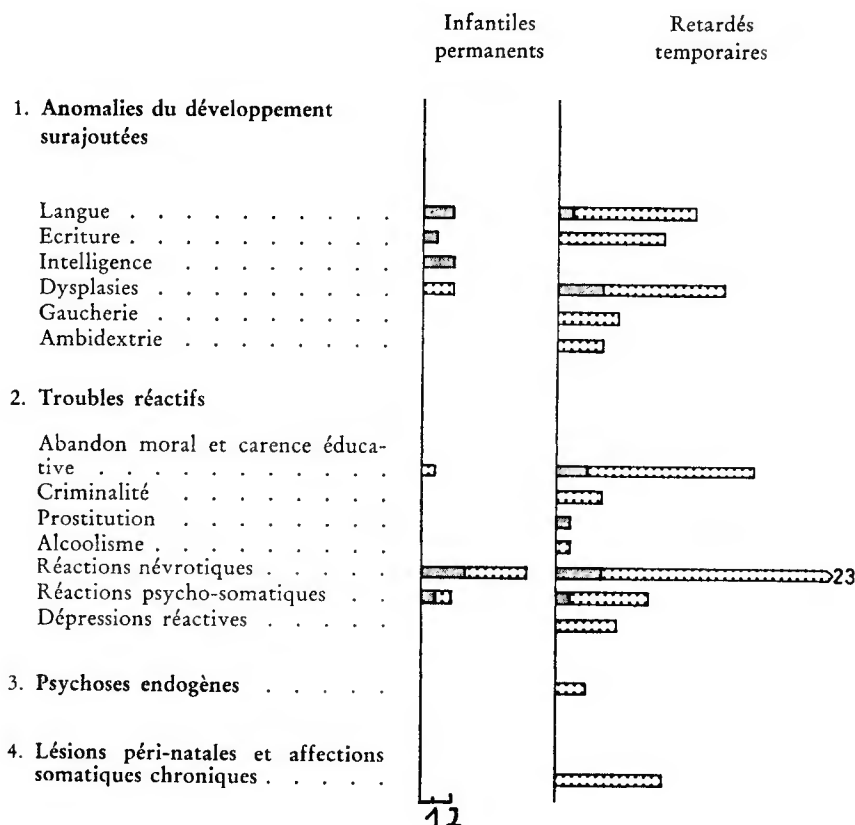 Infantiles permanents
Retardés temporaires
1. Anomalies du développement
surajoutées
Langue . . . . . . . . . .
Ecriture . . . . . . . . . .
Intelligence . . . . . . . .
Dysplasies . . . . . . . . .
Gaucherie . . . . . . . . .
Ambidextrie . . . . . . . .
2. Troubles réactifs
Abandon moral et carence éduca-
tive . . . . . . . . . . .
Criminalité . . . . . . . .
Prostitution . . . . . . . .
Alcoolisme . . . . . . . . .
Réactions névrotiques . . . . .
23
Réactions psycho-somatiques . .
Dépressions réactives . . . . .
3. Psychoses endogènes . . . . .
4. Lésions péri-natales et affections
somatiques chroniques . . . . .
1 2